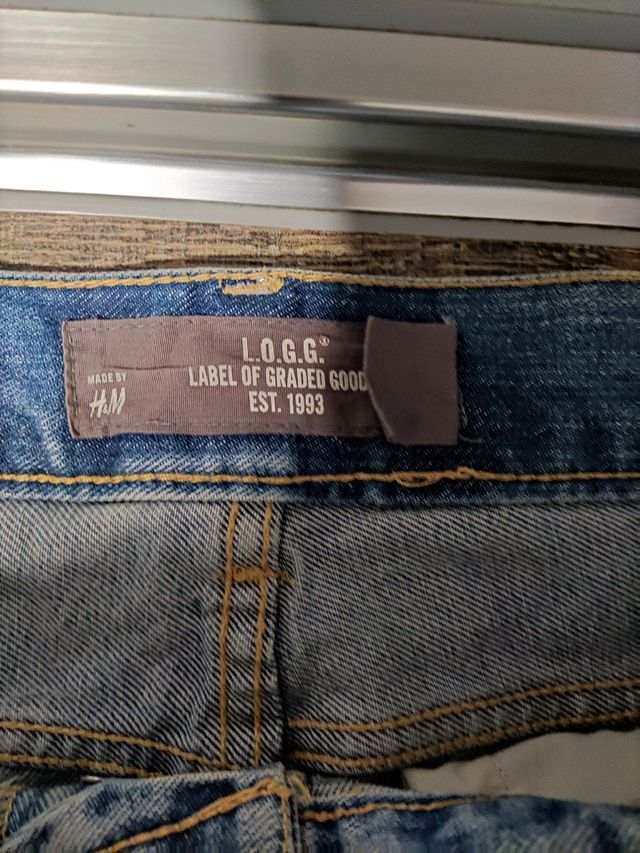 L.O.G.G.®
LABEL OF GRADED GOOD
EST. 1993
MADE BY
H&M